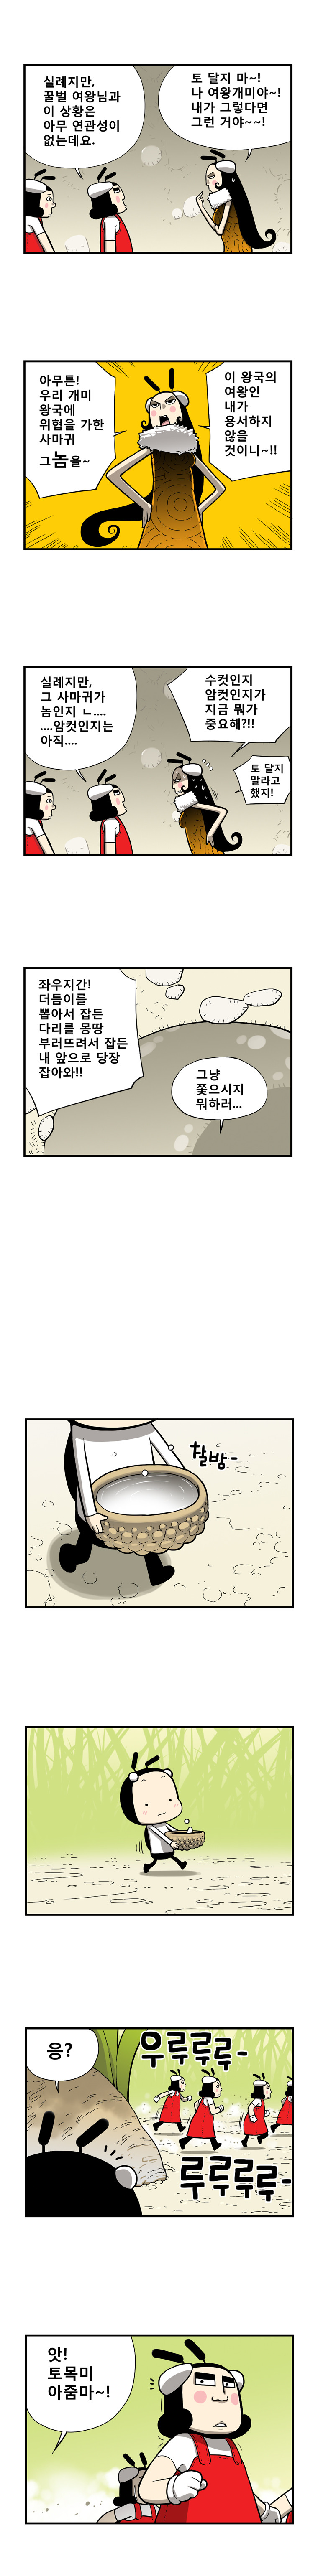 실례지만,
꿀벌 여왕님과
이 상황은
아무 연관성이
없는데요.
토 달지 마~!
나 여왕개미야~!
내가 그렇다면
그런 거야~~!
아무튼!
우리 개미
왕국에
위협을 가한
사마귀
그놈을~
이 왕국의
여왕인
내가
용서하지
않을
것이니~!!
실례지만,
그 사마귀가
놈인지 ㄴ....
....암컷인지는
아직....
수컷인지
암컷인지가
지금 뭐가
중요해?!!
토 달지
말라고
했지!
좌우지간!
더듬이를
뽑아서 잡든
다리를 몽땅
부러뜨려서 잡든
내 앞으로 당장
잡아와!!
그냥
쫓으시지
뭐하러...
찰방-
응?
우루루루-
루루루루-
앗!
토목미
아줌마~!